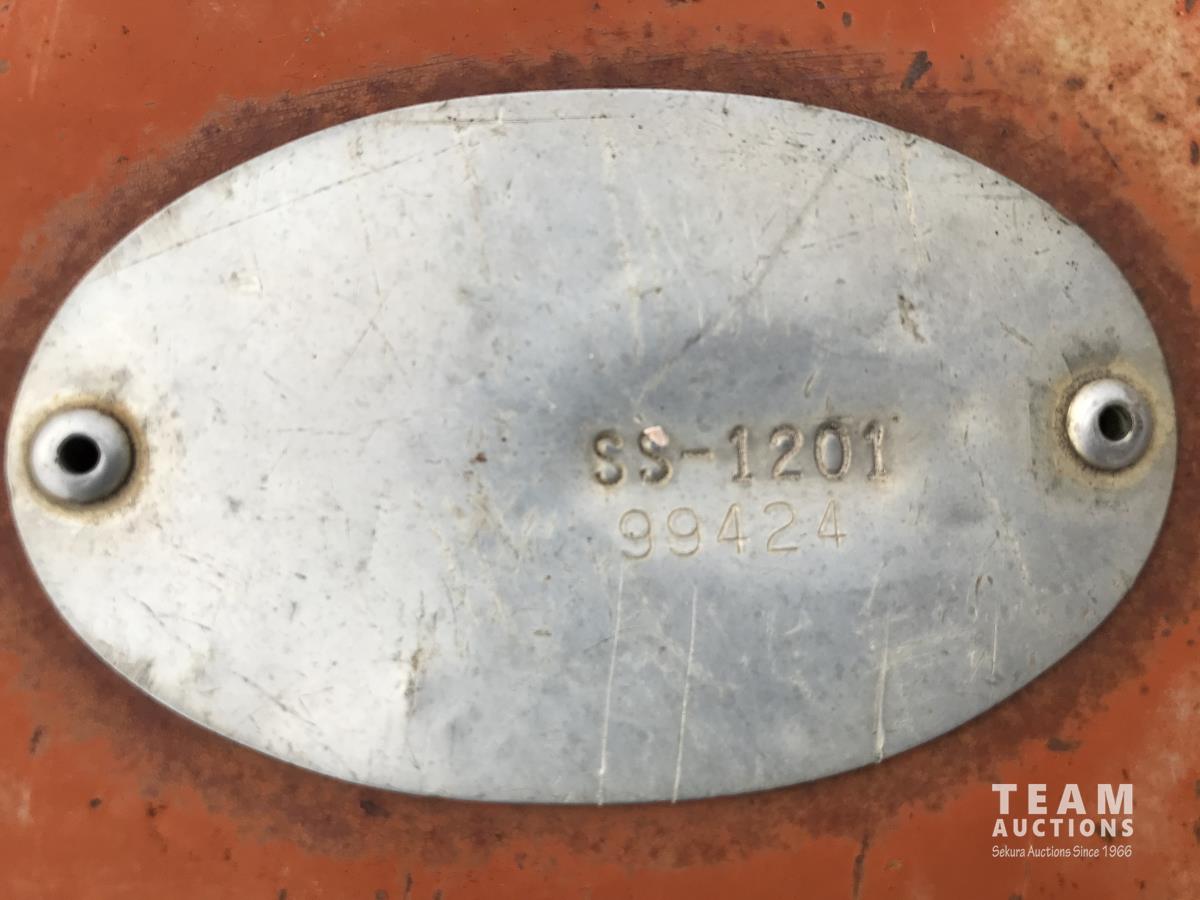 SS-1201
99424
TEAM
AUCTIONS
Sekura Auctions Since 1966